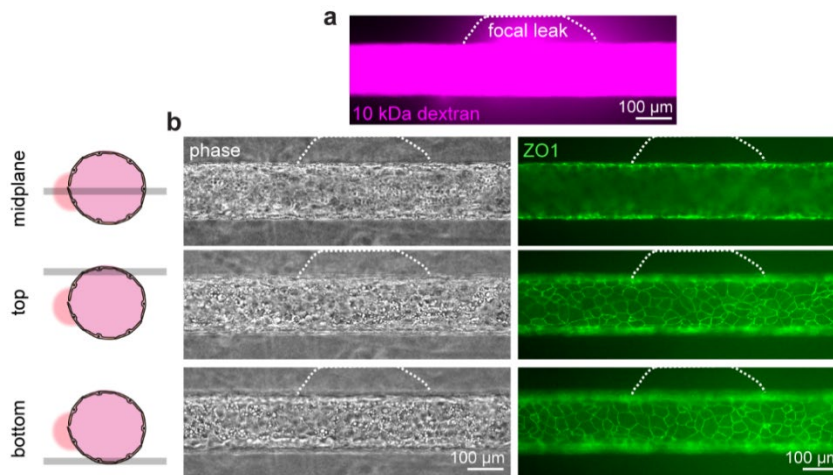 a
focal leak
10 kDa dextran
100 µm
b
phase
ZO1
midplane
top
bottom
100 µm
100 µm